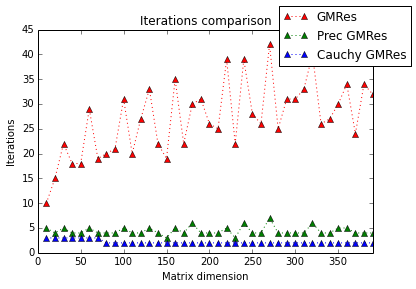 Iterations comparison
GMRes
Prec GMRes
Cauchy GMRes
Iterations
45
40
35
30
25
20
15
10
5
0
0 50 100 150 200 250 300 350
Matrix dimension